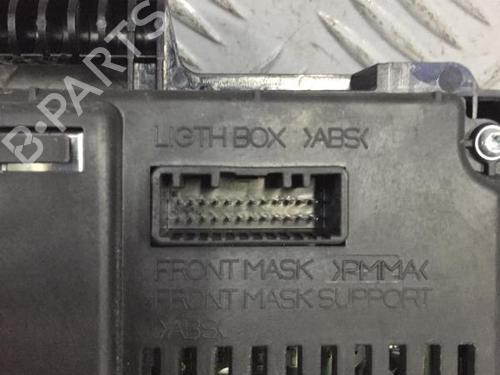 B-PARTS
LIGTH BOX >ABS<
FRONT MASK >PMMA<
FRONT MASK SUPPORT
>ABS<